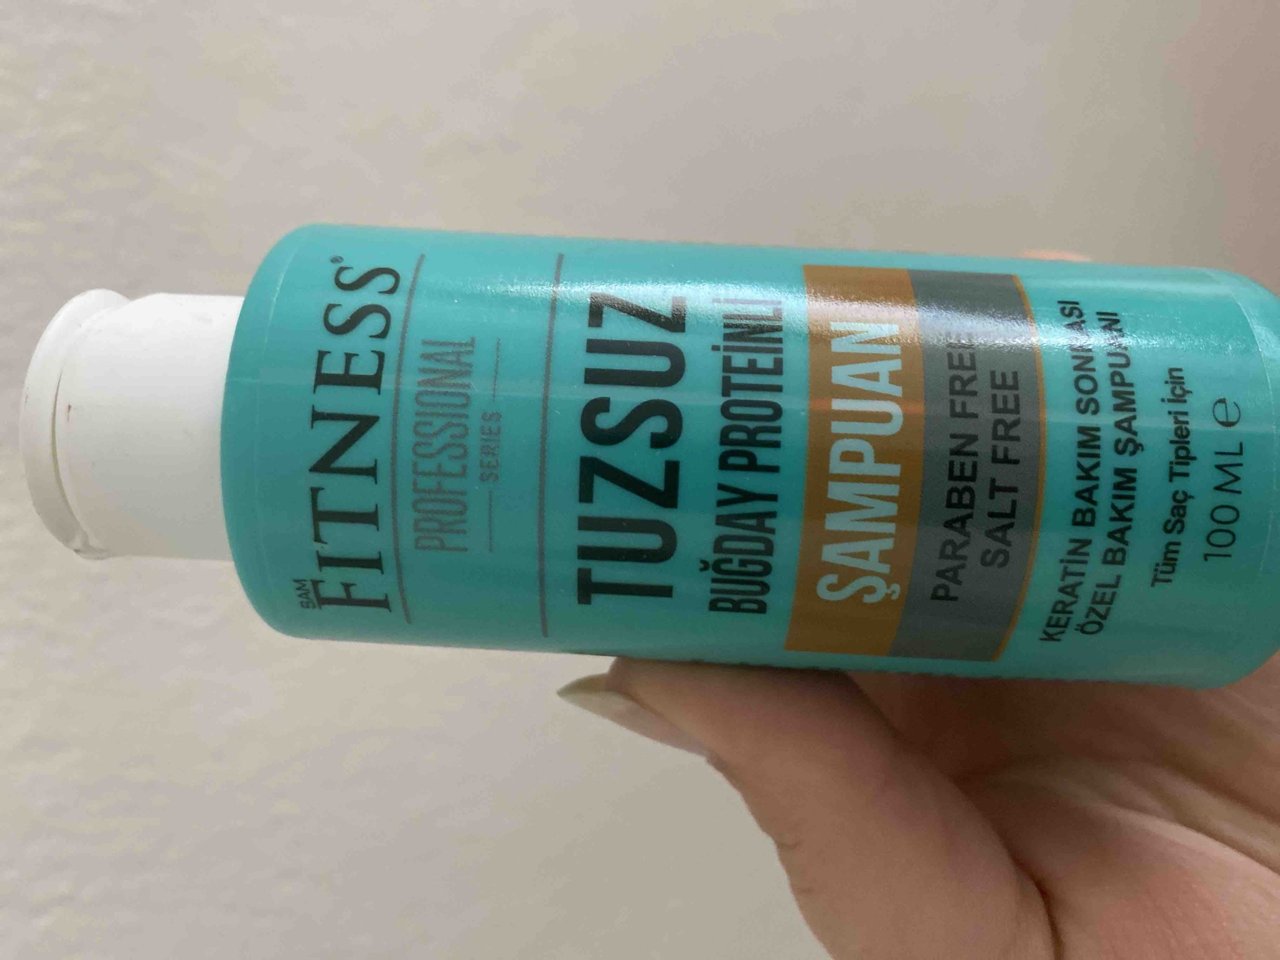 BAM
FITNESS
PROFESSIONAL
SERIES
TUZSUZ
BUĞDAY PROTEİNLİ
ŞAMPUAN
PARABEN FREE
SALT FREE
KERATİN BAKIM SONRASI
ÖZEL BAKIM ŞAMPUANI
Tüm Saç Tipleri İçin
100 ML ℮